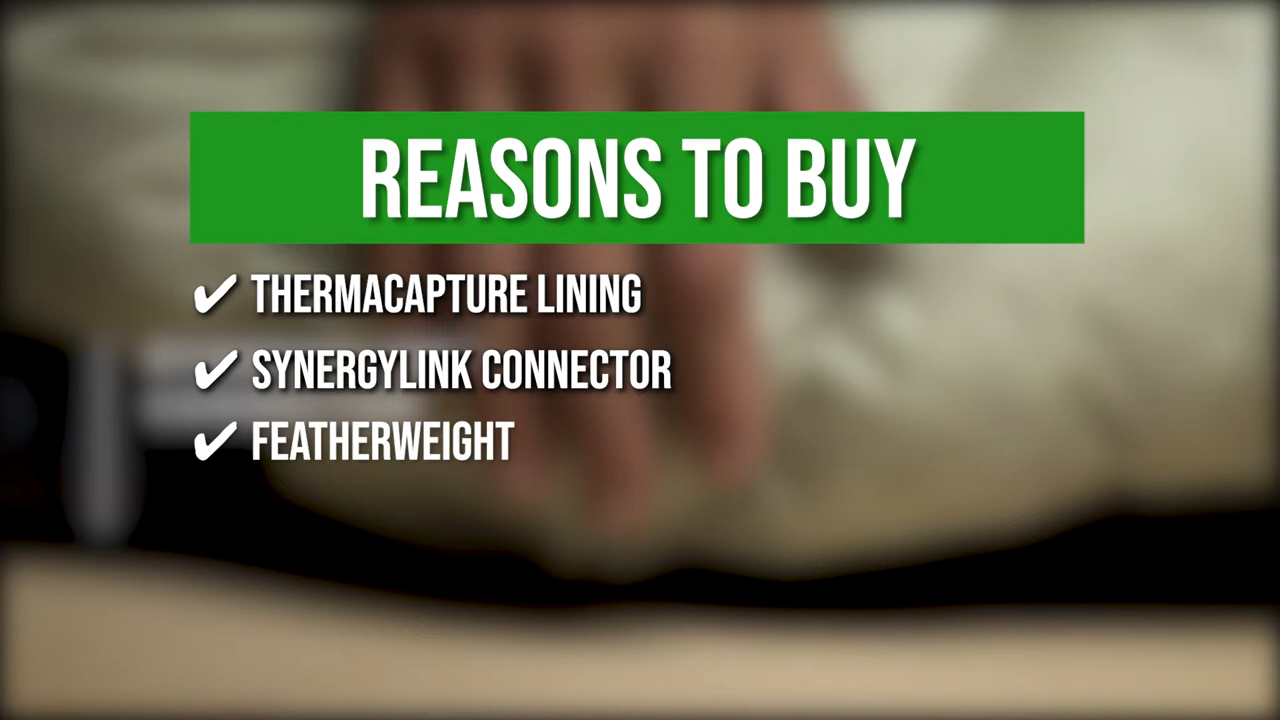 REASONS TO BUY
✔ THERMACAPTURE LINING
✔ SYNERGYLINK CONNECTOR
✔ FEATHERWEIGHT